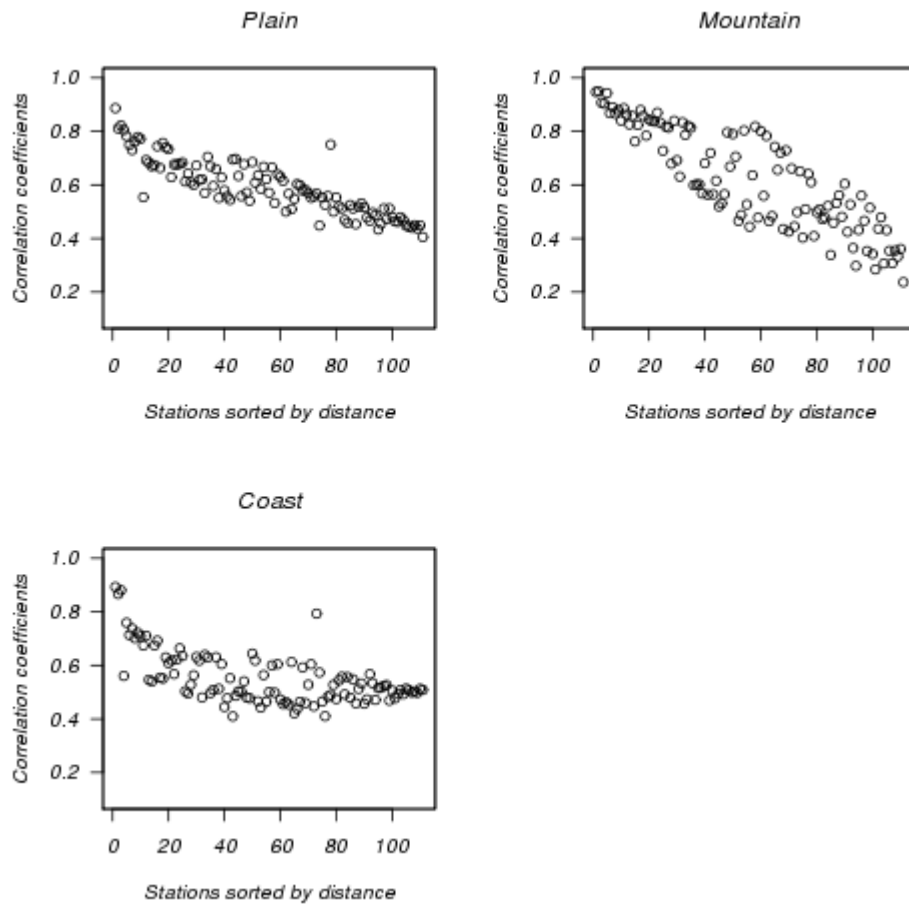 Plain
Mountain
Correlation coefficients
1.0
0.8
0.6
0.4
0.2
0 20 40 60 80 100
Stations sorted by distance
Correlation coefficients
1.0
0.8
0.6
0.4
0.2
0 20 40 60 80 100
Stations sorted by distance
Coast
Correlation coefficients
1.0
0.8
0.6
0.4
0.2
0 20 40 60 80 100
Stations sorted by distance